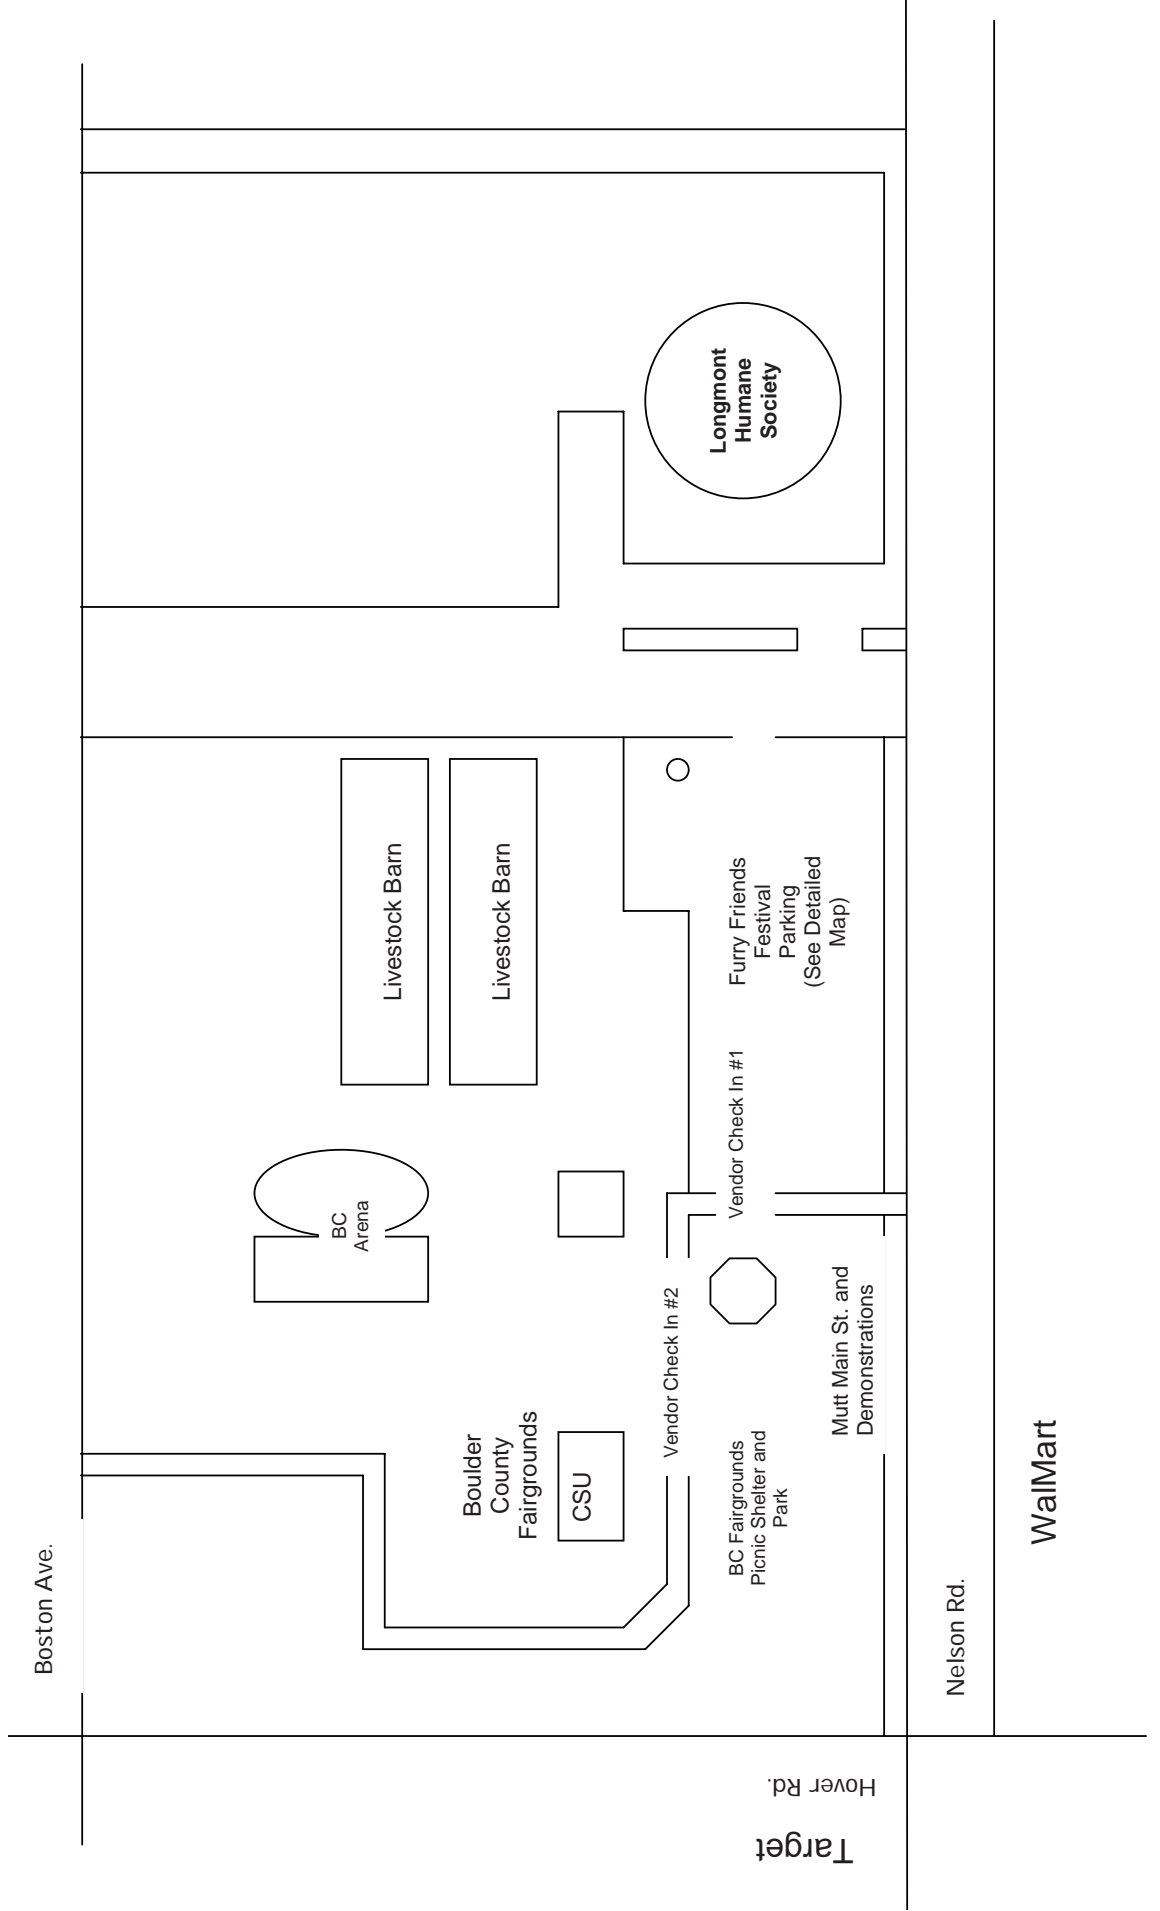 Boston Ave.
BC
Arena
Livestock Barn
Livestock Barn
Boulder
County
Fairgrounds
CSU
Longmont
Humane
Society
Vendor Check In #2
Vendor Check In #1
Furry Friends
Festival
Parking
(See Detailed
Map)
BC Fairgrounds
Picnic Shelter and
Park
Mutt Main St. and
Demonstrations
Hover Rd.
Target
Nelson Rd.
WalMart